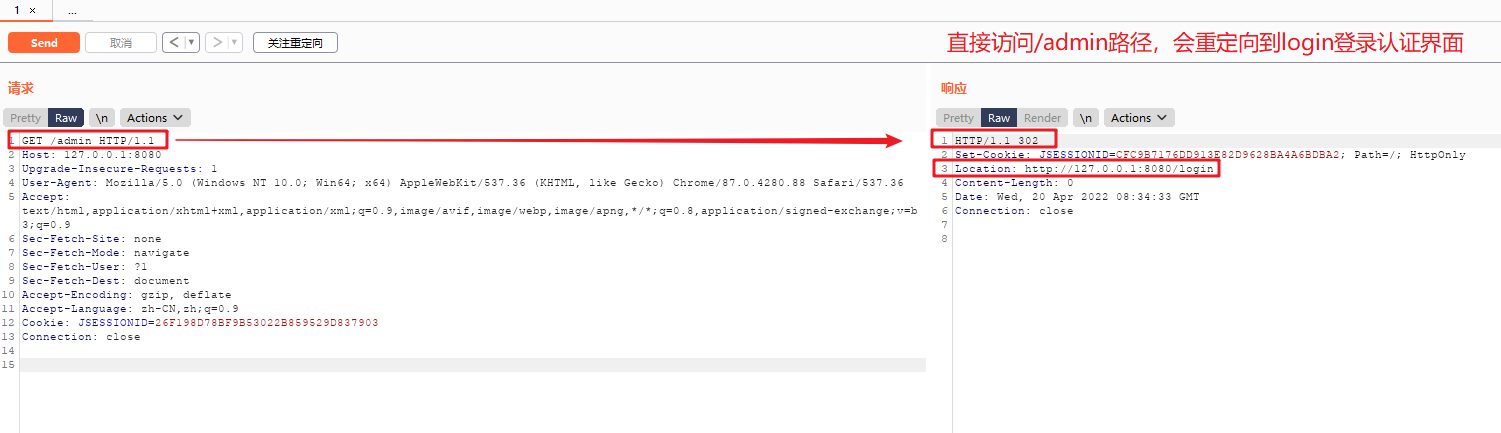 1 ×
...
Send
取消
< ▼
> ▼
关注重定向
直接访问/admin路径，会重定向到login登录认证界面
请求
Pretty Raw \n Actions
1 GET /admin HTTP/1.1
2 Host: 127.0.0.1:8080
3 Upgrade-Insecure-Requests: 1
4 User-Agent: Mozilla/5.0 (Windows NT 10.0; Win64; x64) AppleWebKit/537.36 (KHTML, like Gecko) Chrome/87.0.4280.88 Safari/537.36
5 Accept:
text/html,application/xhtml+xml,application/xml;q=0.9,image/avif,image/webp,image/apng,*/*;q=0.8,application/signed-exchange;v=b
3;q=0.9
6 Sec-Fetch-Site: none
7 Sec-Fetch-Mode: navigate
8 Sec-Fetch-User: ?1
9 Sec-Fetch-Dest: document
10 Accept-Encoding: gzip, deflate
11 Accept-Language: zh-CN,zh;q=0.9
12 Cookie: JSESSIONID=26F198D78BF9B53022B859529D837903
13 Connection: close
14
15
响应
Pretty Raw Render \n Actions
1 HTTP/1.1 302
2 Set-Cookie: JSESSIONID=CFC9B7176DD913E82D9628BA4A6BDBA2; Path=/; HttpOnly
3 Location: http://127.0.0.1:8080/login
4 Content-Length: 0
5 Date: Wed, 20 Apr 2022 08:34:33 GMT
6 Connection: close
7
8